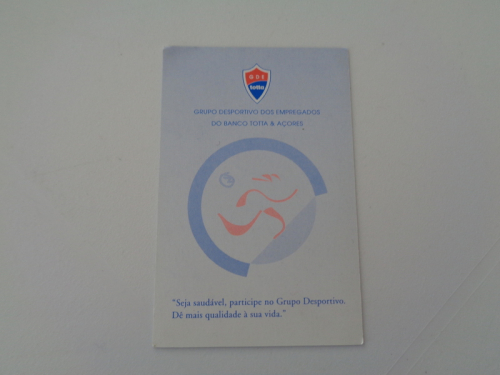 totta
GRUPO DESPORTIVO DOS EMPREGADOS
DO BANCO TOTTA & AÇORES
"Seja saudável, participe no Grupo Desportivo.
Dê mais qualidade à sua vida."